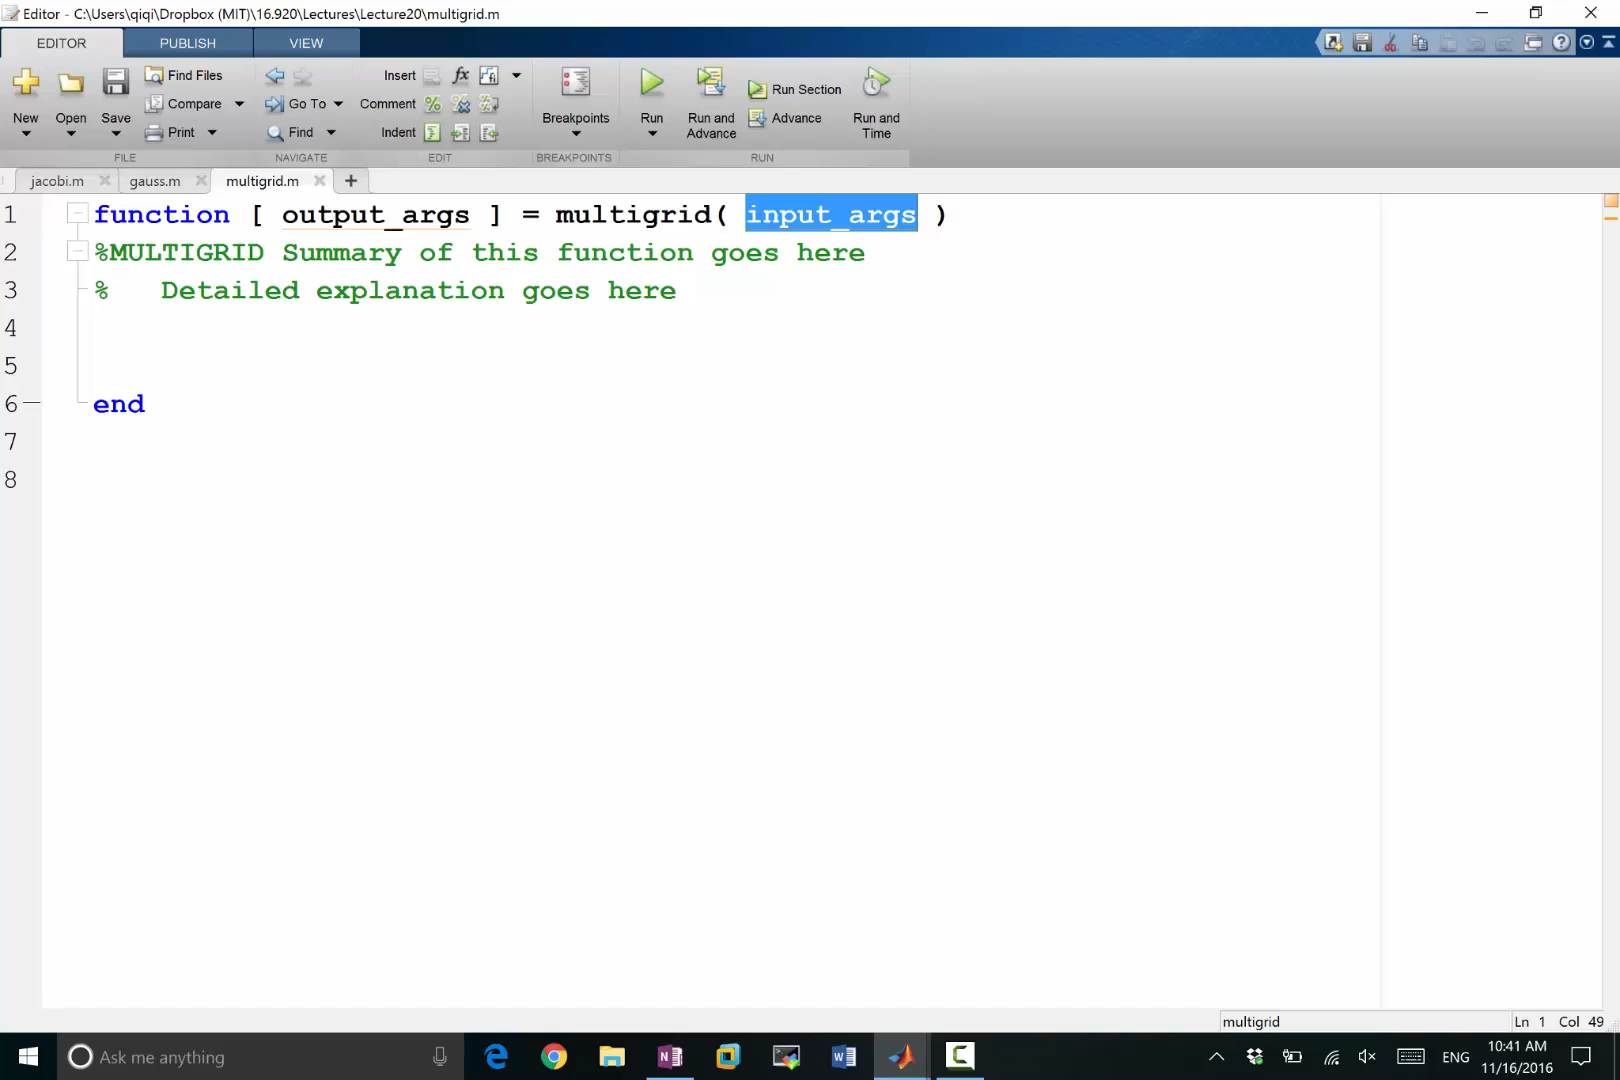 Editor - C:\Users\qiqi\Dropbox (MIT)\16.920\Lectures\Lecture20\multigrid.m
EDITOR PUBLISH VIEW
New Open Save Find Files Compare Print
Insert fx
Go To Comment
Find Indent
Breakpoints Run Run and Advance Run Section Advance Run and Time
FILE NAVIGATE EDIT BREAKPOINTS RUN
jacobi.m gauss.m multigrid.m
1 function [ output_args ] = multigrid( input_args )
2 %MULTIGRID Summary of this function goes here
3 %   Detailed explanation goes here
4
5
6 end
7
8
multigrid Ln 1 Col 49
Ask me anything ENG 10:41 AM
11/16/2016